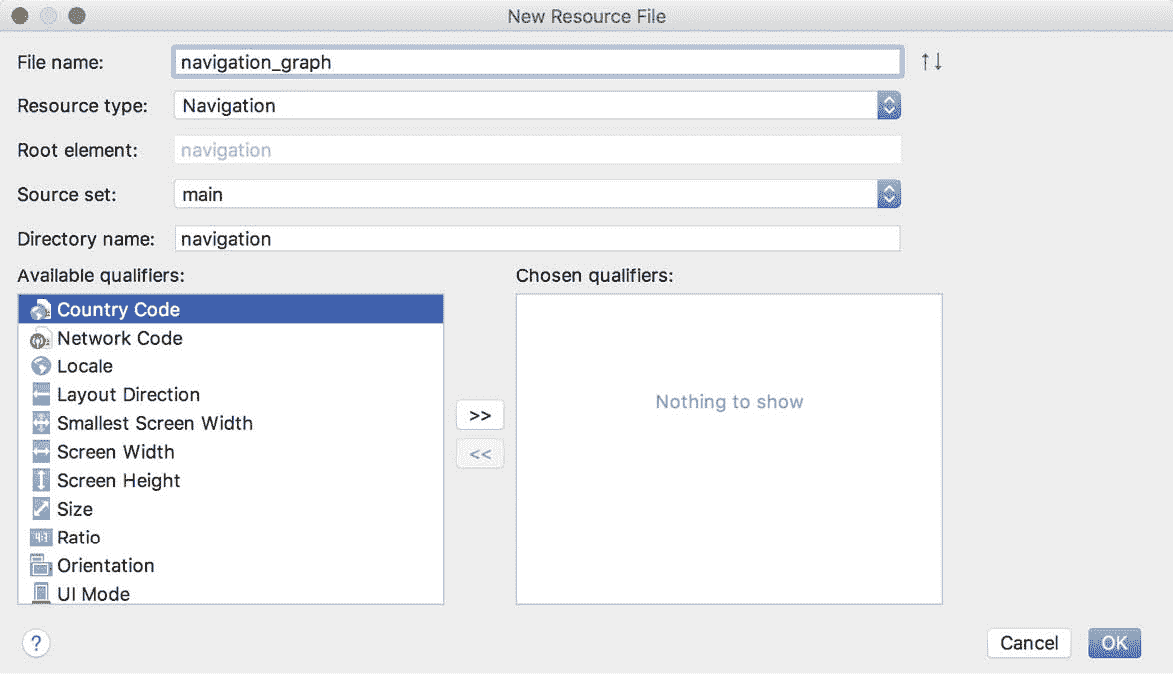 New Resource File
File name: navigation_graph
Resource type: Navigation
Root element: navigation
Source set: main
Directory name: navigation
Available qualifiers: Chosen qualifiers:
Country Code
Network Code
Locale
Layout Direction
Smallest Screen Width
Screen Width
Screen Height
Size
Ratio
Orientation
UI Mode
>>
<<
Nothing to show
?
Cancel OK